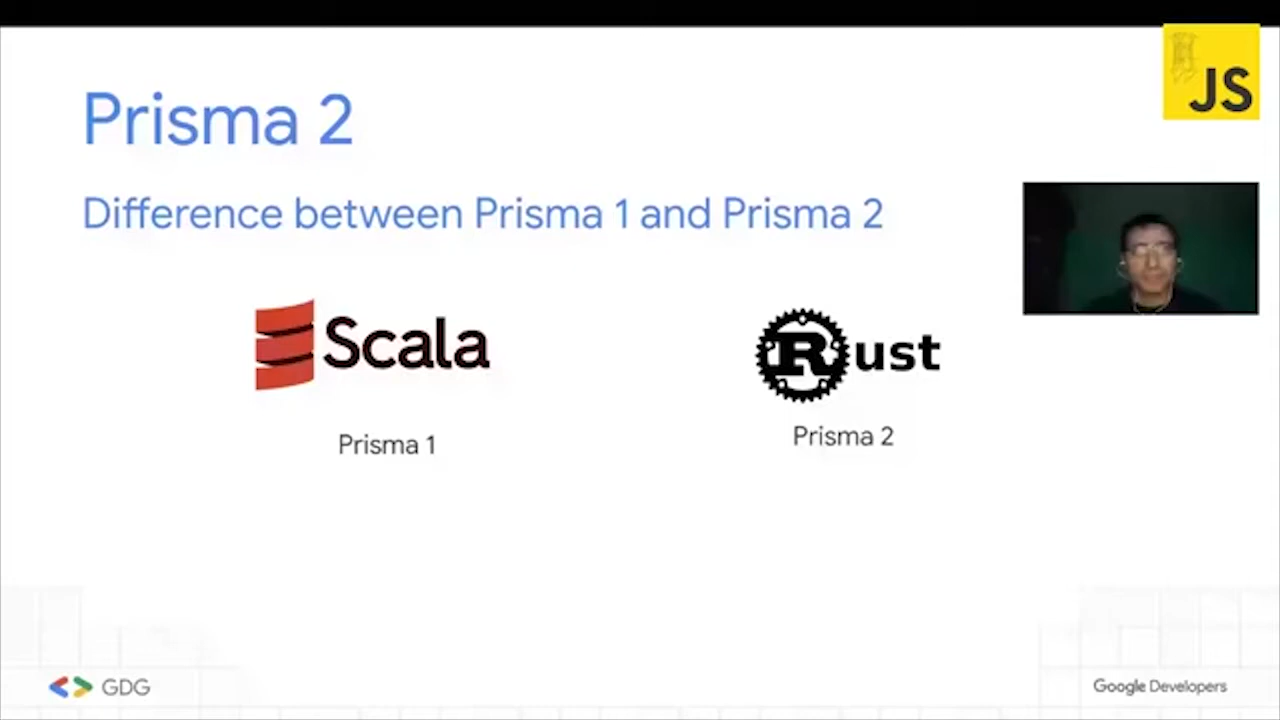 Prisma 2
JS
Difference between Prisma 1 and Prisma 2
Scala
Rust
Prisma 1
Prisma 2
GDG
Google Developers